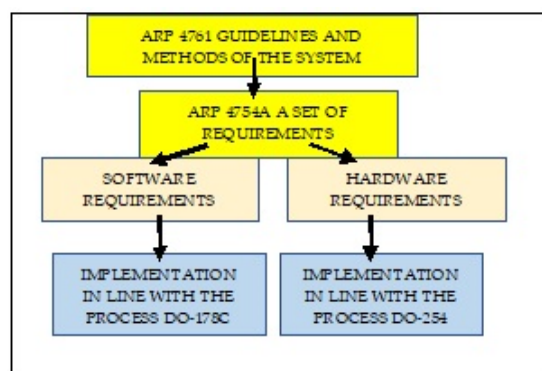 ARP 4761 GUIDELINES AND
METHODS OF THE SYSTEM
ARP 4754A A SET OF
REQUIREMENTS
SOFTWARE
REQUIREMENTS
HARDWARE
REQUIREMENTS
IMPLEMENTATION
IN LINE WITH THE
PROCESS DO-178C
IMPLEMENTATION
IN LINE WITH THE
PROCESS DO-254